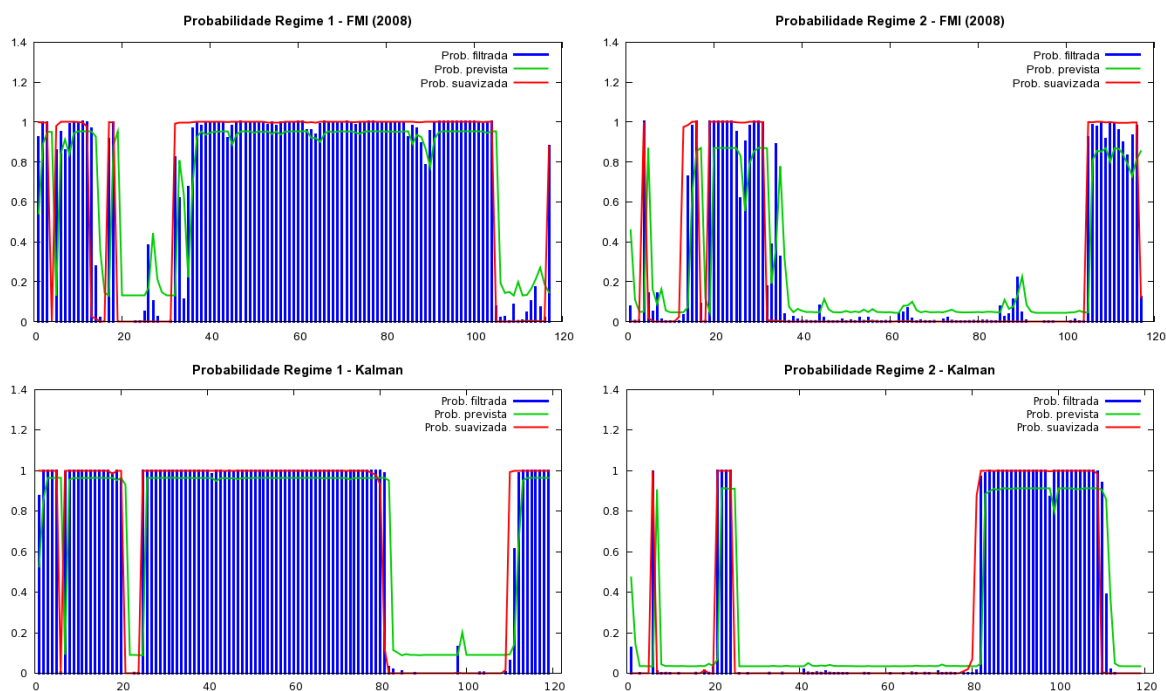 Probabilidade Regime 1 - FMI (2008)
1.4
1.2
1
0.8
0.6
0.4
0.2
0
0 20 40 60 80 100 120
Prob. filtrada
Prob. prevista
Prob. suavizada
Probabilidade Regime 2 - FMI (2008)
1.4
1.2
1
0.8
0.6
0.4
0.2
0
0 20 40 60 80 100 120
Prob. filtrada
Prob. prevista
Prob. suavizada
Probabilidade Regime 1 - Kalman
1.4
1.2
1
0.8
0.6
0.4
0.2
0
0 20 40 60 80 100 120
Prob. filtrada
Prob. prevista
Prob. suavizada
Probabilidade Regime 2 - Kalman
1.4
1.2
1
0.8
0.6
0.4
0.2
0
0 20 40 60 80 100 120
Prob. filtrada
Prob. prevista
Prob. suavizada